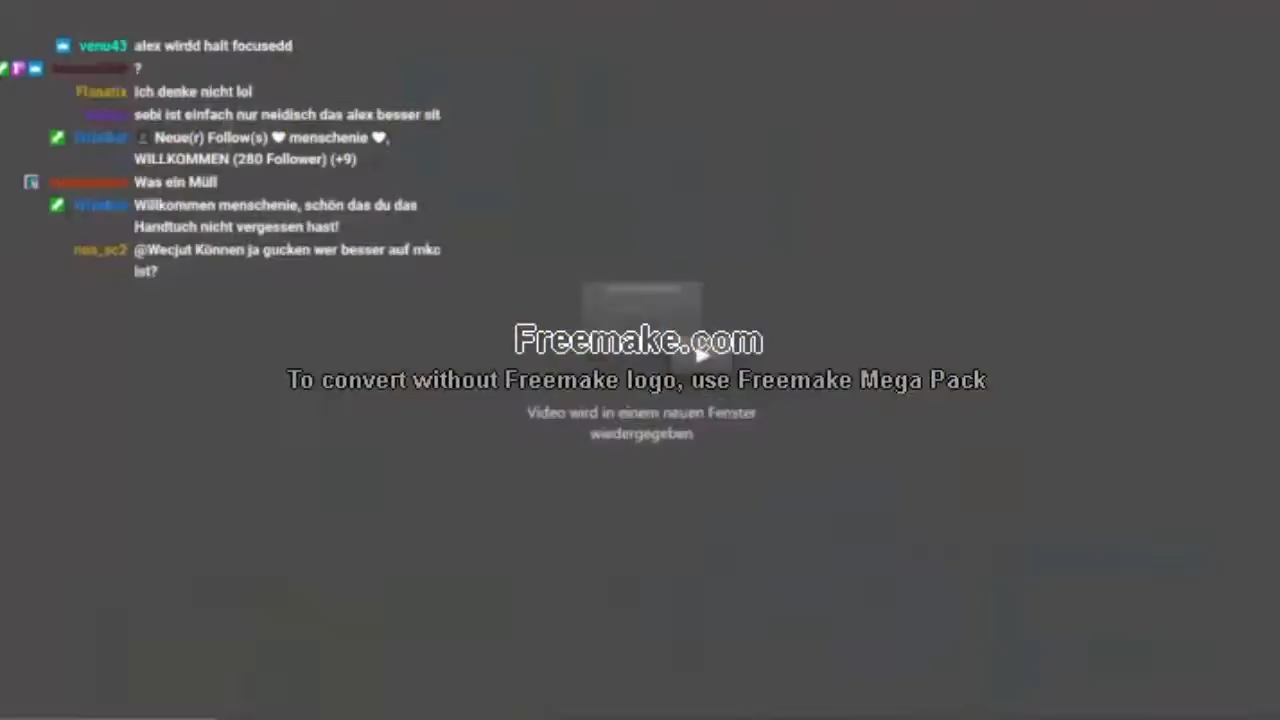 venu43 alex wirdd halt focusedd
?
Flanatix ich denke nicht lol
sebi ist einfach nur neidisch das alex besser sit
Neue(r) Follow(s) ♥ menschenie ♥,
WILLKOMMEN (280 Follower) (+9)
Was ein Müll
Willkommen menschenie, schön das du das
Handtuch nicht vergessen hast!
@Wecjut Können ja gucken wer besser auf mkc
ist?
Freemake.com
To convert without Freemake logo, use Freemake Mega Pack
Video wird in einem neuen Fenster
wiedergegeben